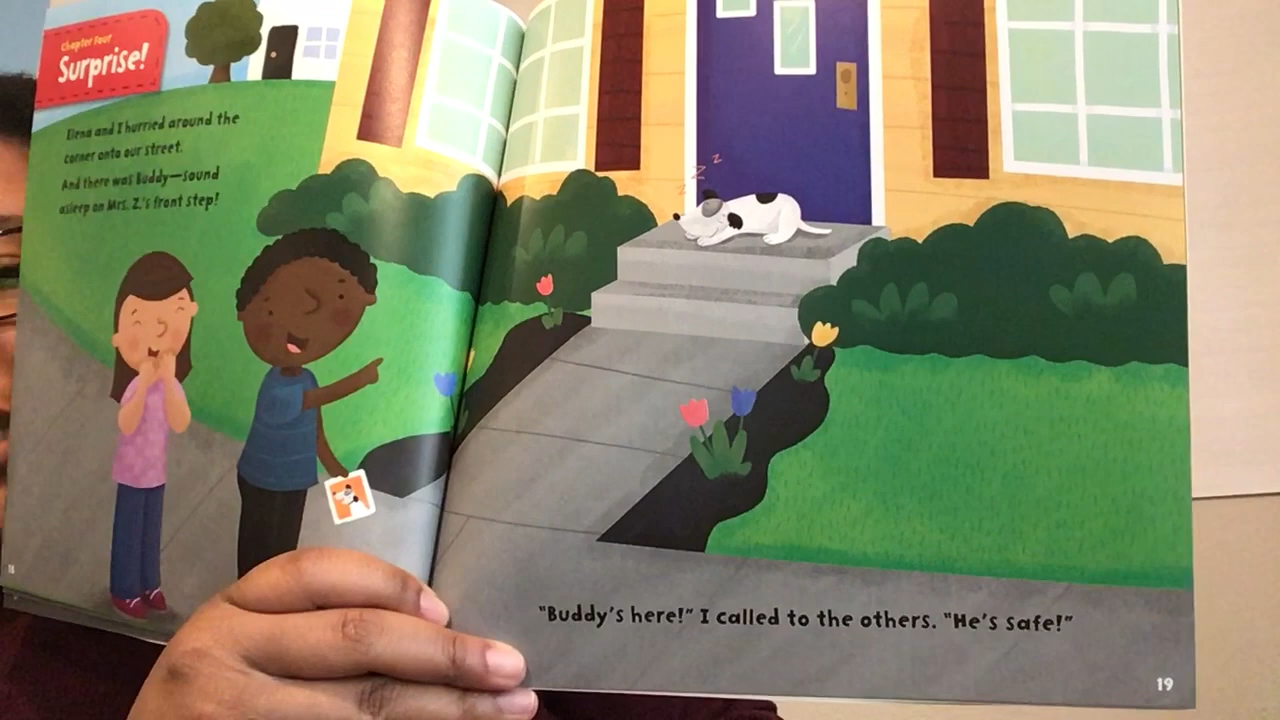 Chapter Four
Surprise!
Elena and I hurried around the
corner onto our street.
And there was Buddy—sound
asleep on Mrs. Z.'s front step!
z z z
18
"Buddy's here!" I called to the others. "He's safe!"
19